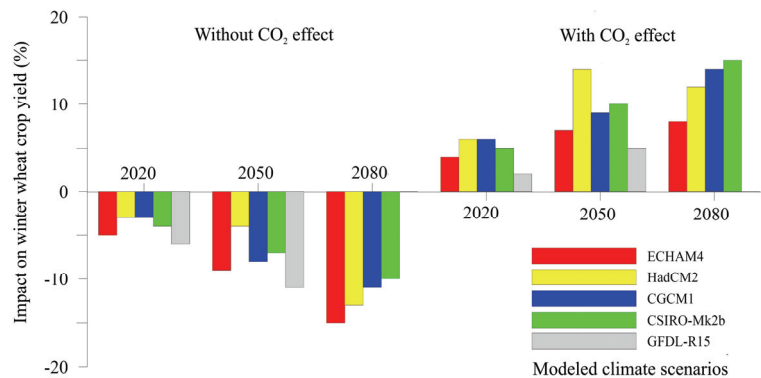 Impact on winter wheat crop yield (%)
20
10
0
-10
-20
Without CO₂ effect
With CO₂ effect
2020
2050
2080
2020
2050
2080
ECHAM4
HadCM2
CGCM1
CSIRO-Mk2b
GFDL-R15
Modeled climate scenarios